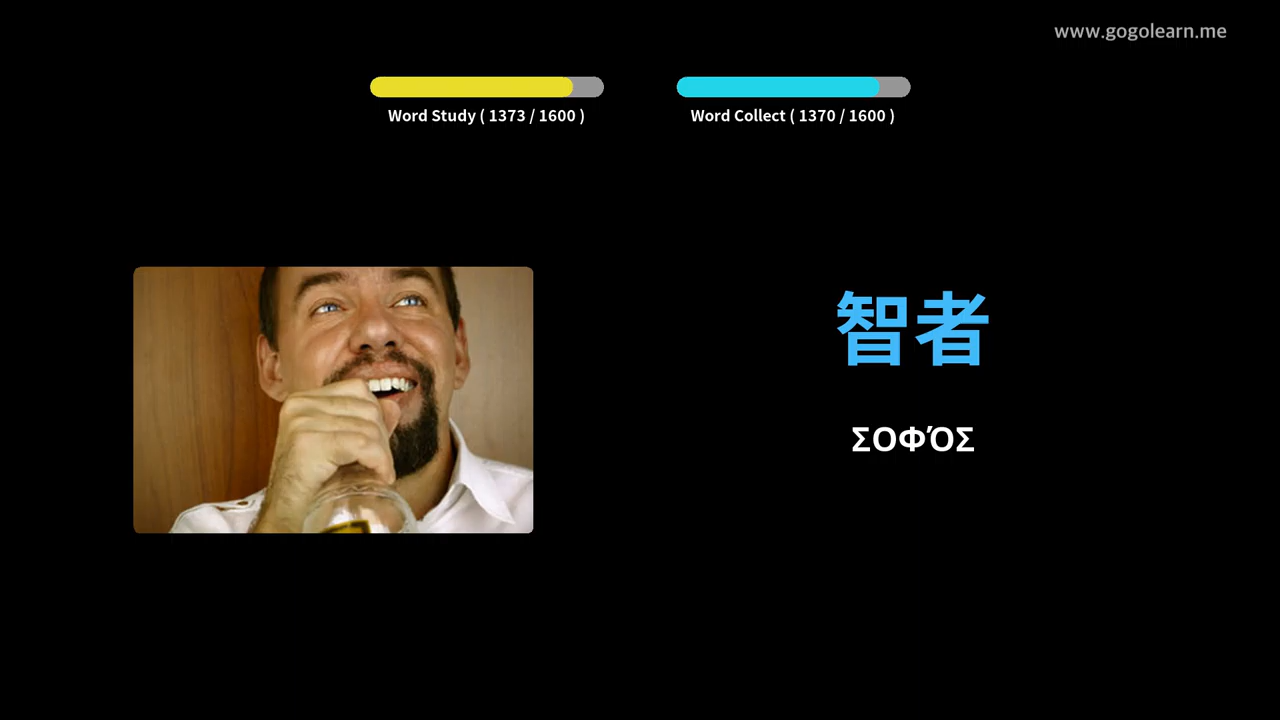 www.gogolearn.me
Word Study ( 1373 / 1600 )
Word Collect ( 1370 / 1600 )
智者
ΣΟΦΌΣ